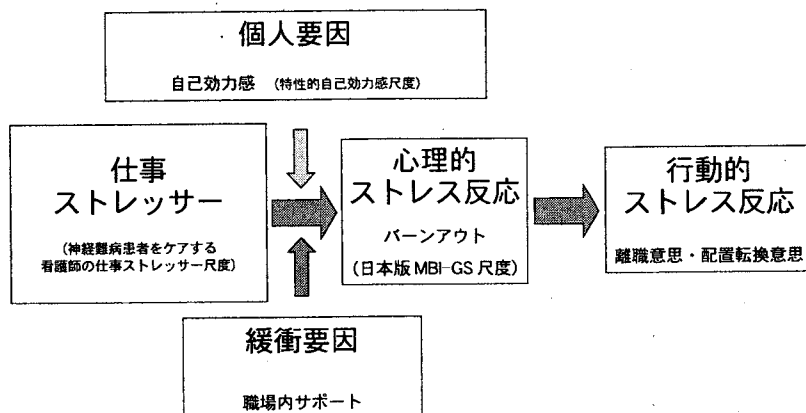 個人要因
自己効力感 (特性的自己効力感尺度)
仕事
ストレッサー
(神経難病患者をケアする
看護師の仕事ストレッサー尺度)
心理的
ストレス反応
バーンアウト
(日本版 MBI-GS 尺度)
行動的
ストレス反応
離職意思・配置転換意思
緩衝要因
職場内サポート